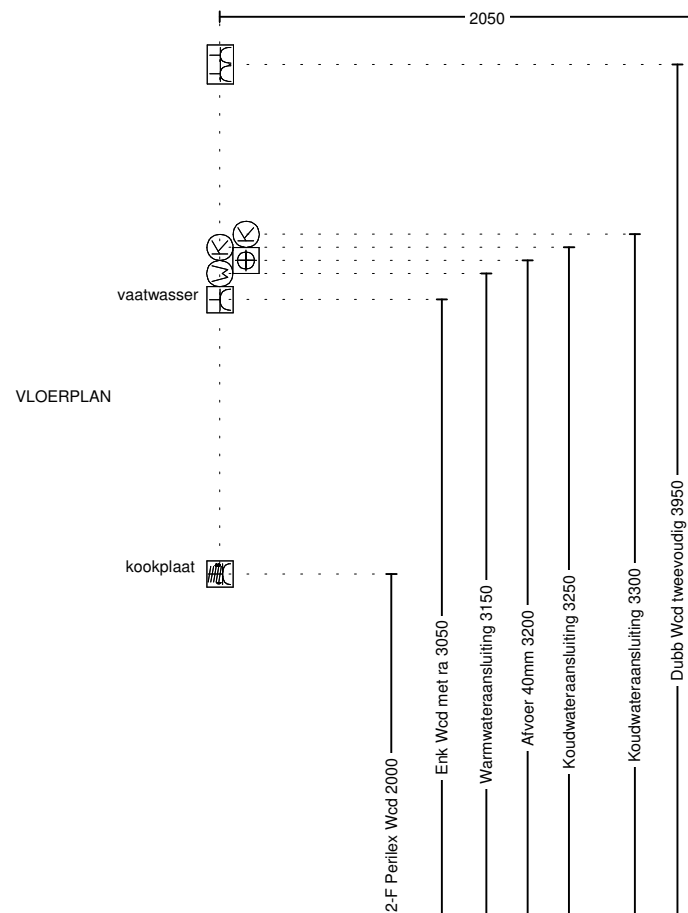 2050
K
K
W
vaatwasser
VLOERPLAN
kookplaat
2-F Perilex Wcd 2000
Enk Wcd met ra 3050
Warmwateraansluiting 3150
Afvoer 40mm 3200
Koudwateraansluiting 3250
Koudwateraansluiting 3300
Dubb Wcd tweevoudig 3950